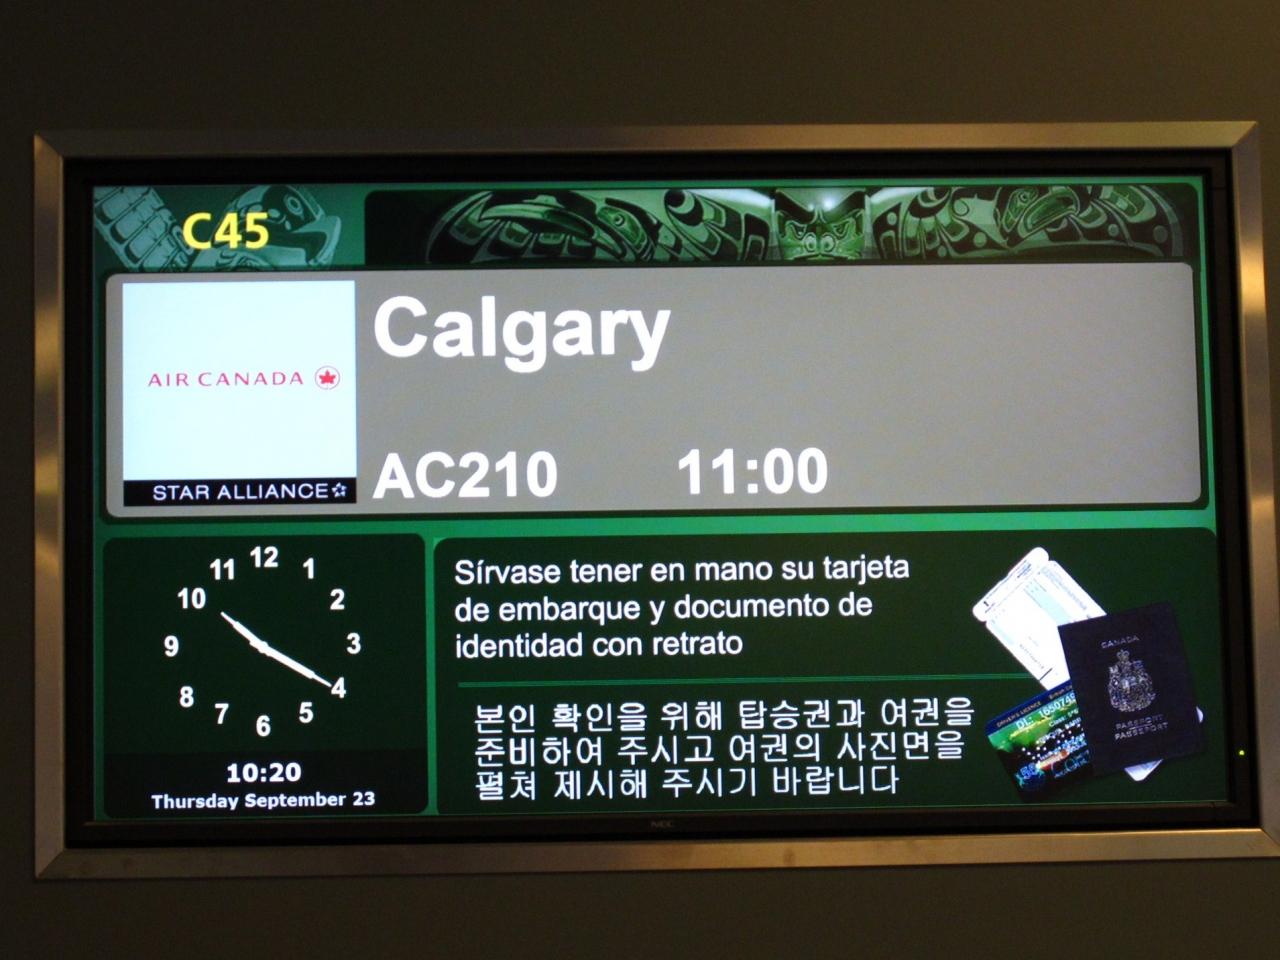 C45
Calgary
AIR CANADA
AC210 11:00
STAR ALLIANCE
12
11 1
10 2
9 3
8 4
7 5
6
10:20
Thursday September 23
Sírvase tener en mano su tarjeta
de embarque y documento de
identidad con retrato
본인 확인을 위해 탑승권과 여권을
준비하여 주시고 여권의 사진면을
펼쳐 제시해 주시기 바랍니다
CANADA
PASSPORT
PASSEPORT
DRIVER'S LICENCE
NEC